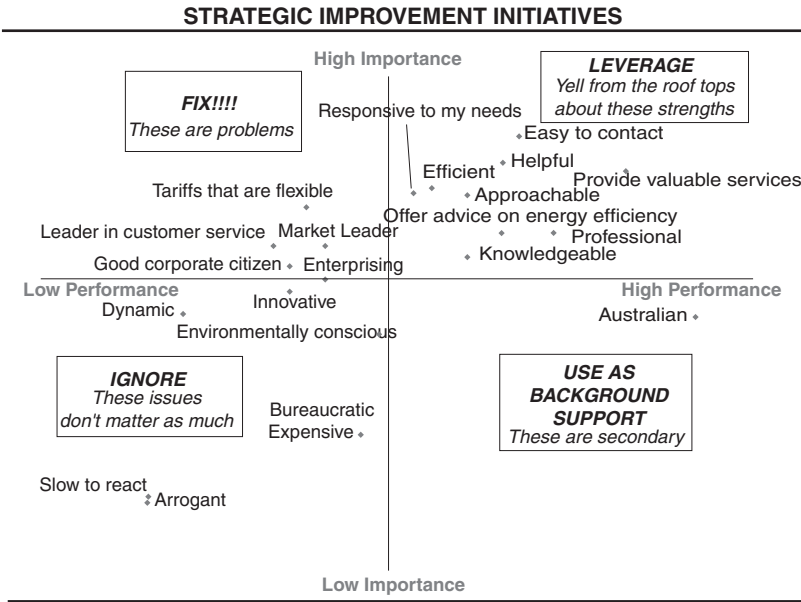 STRATEGIC IMPROVEMENT INITIATIVES
High Importance
FIX!!!!
These are problems
LEVERAGE
Yell from the roof tops
about these strengths
Responsive to my needs
Easy to contact
Helpful
Efficient
Provide valuable services
Tariffs that are flexible
Approachable
Offer advice on energy efficiency
Leader in customer service
Market Leader
Professional
Knowledgeable
Good corporate citizen
Enterprising
Low Performance
High Performance
Innovative
Dynamic
Australian
Environmentally conscious
IGNORE
These issues
don't matter as much
USE AS
BACKGROUND
SUPPORT
These are secondary
Bureaucratic
Expensive
Slow to react
Arrogant
Low Importance